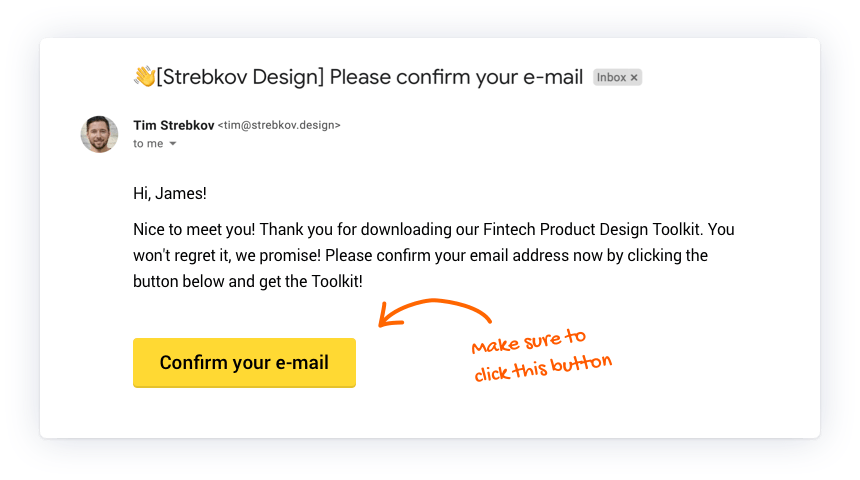 👋[Strebkov Design] Please confirm your e-mail Inbox ×
Tim Strebkov <tim@strebkov.design>
to me
Hi, James!
Nice to meet you! Thank you for downloading our Fintech Product Design Toolkit. You
won't regret it, we promise! Please confirm your email address now by clicking the
button below and get the Toolkit!
make sure to
click this button
Confirm your e-mail